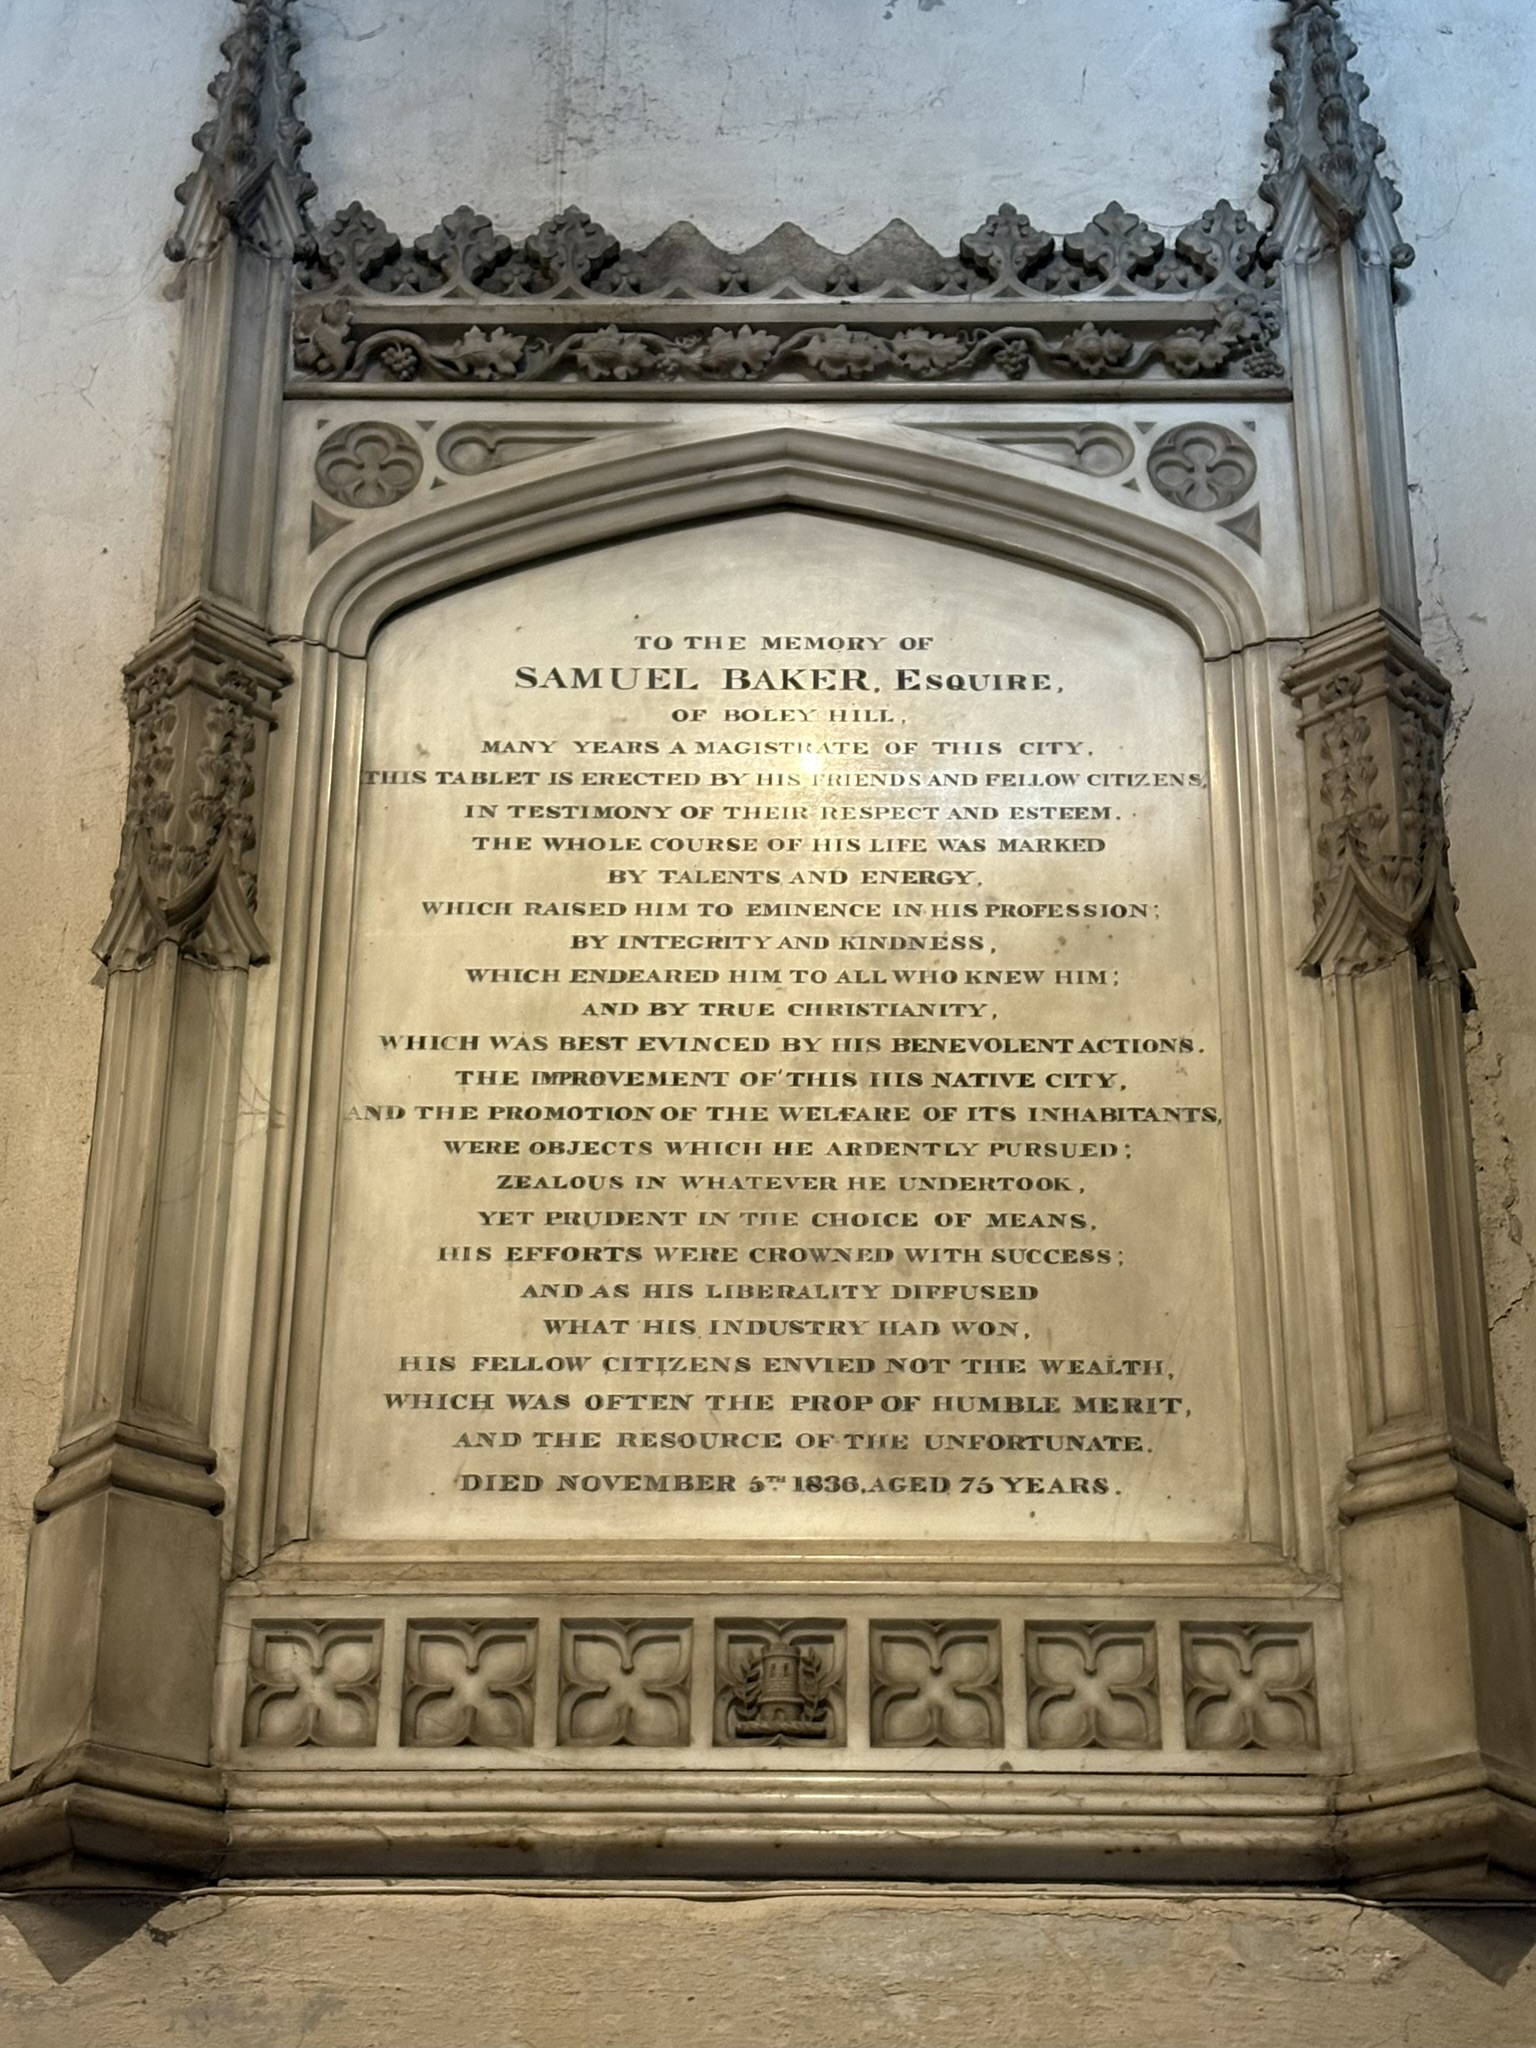 TO THE MEMORY OF
SAMUEL BAKER, ESQUIRE,
OF BOLEY HILL,
MANY YEARS A MAGISTRATE OF THIS CITY.
THIS TABLET IS ERECTED BY HIS FRIENDS AND FELLOW CITIZENS,
IN TESTIMONY OF THEIR RESPECT AND ESTEEM.
THE WHOLE COURSE OF HIS LIFE WAS MARKED
BY TALENTS AND ENERGY,
WHICH RAISED HIM TO EMINENCE IN HIS PROFESSION;
BY INTEGRITY AND KINDNESS,
WHICH ENDEARED HIM TO ALL WHO KNEW HIM;
AND BY TRUE CHRISTIANITY,
WHICH WAS BEST EVINCED BY HIS BENEVOLENT ACTIONS.
THE IMPROVEMENT OF THIS HIS NATIVE CITY,
AND THE PROMOTION OF THE WELFARE OF ITS INHABITANTS,
WERE OBJECTS WHICH HE ARDENTLY PURSUED;
ZEALOUS IN WHATEVER HE UNDERTOOK,
YET PRUDENT IN THE CHOICE OF MEANS,
HIS EFFORTS WERE CROWNED WITH SUCCESS;
AND AS HIS LIBERALITY DIFFUSED
WHAT HIS INDUSTRY HAD WON,
HIS FELLOW CITIZENS ENVIED NOT THE WEALTH,
WHICH WAS OFTEN THE PROP OF HUMBLE MERIT,
AND THE RESOURCE OF THE UNFORTUNATE.
DIED NOVEMBER 5TH 1836, AGED 75 YEARS.